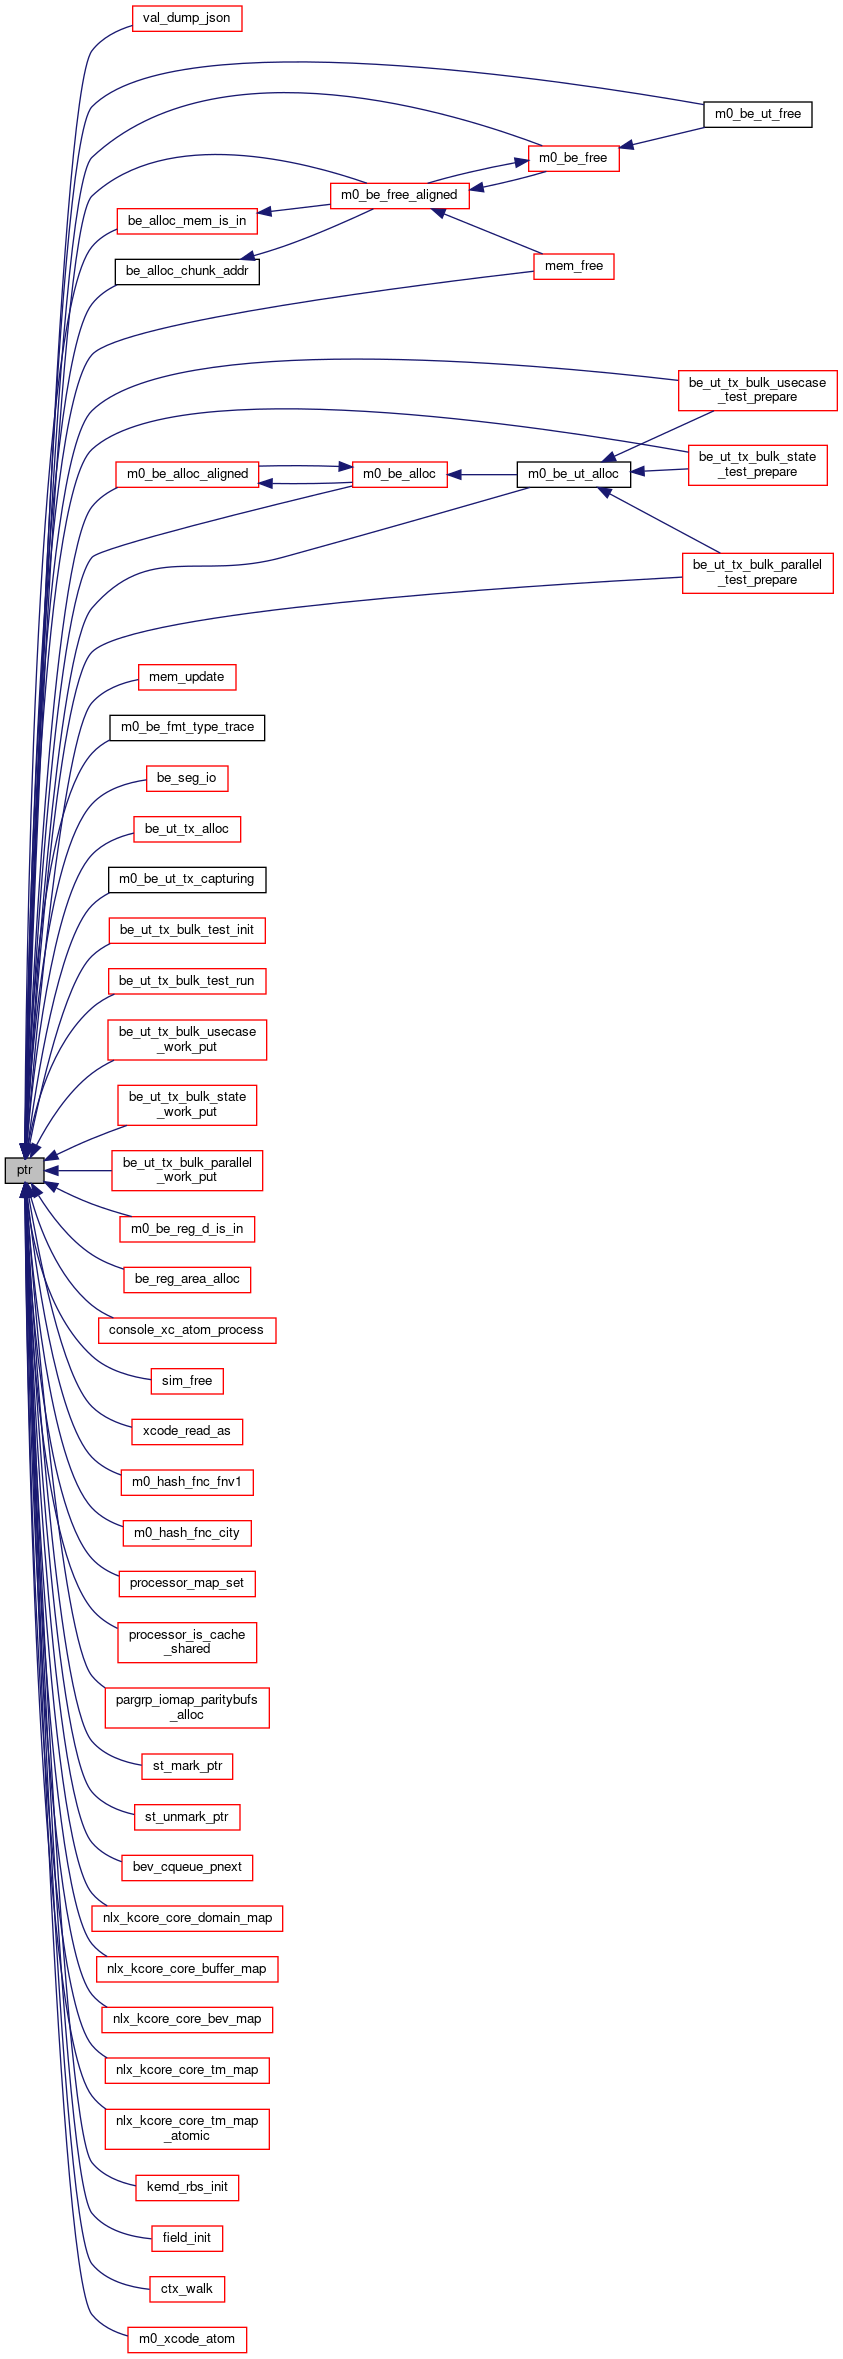 val_dump_json
m0_be_ut_free
m0_be_free
m0_be_free_aligned
be_alloc_mem_is_in
be_alloc_chunk_addr
mem_free
be_ut_tx_bulk_usecase
_test_prepare
be_ut_tx_bulk_state
_test_prepare
m0_be_alloc_aligned
m0_be_alloc
m0_be_ut_alloc
be_ut_tx_bulk_parallel
_test_prepare
mem_update
m0_be_fmt_type_trace
be_seg_io
be_ut_tx_alloc
m0_be_ut_tx_capturing
be_ut_tx_bulk_test_init
be_ut_tx_bulk_test_run
be_ut_tx_bulk_usecase
_work_put
be_ut_tx_bulk_state
_work_put
ptr
be_ut_tx_bulk_parallel
_work_put
m0_be_reg_d_is_in
be_reg_area_alloc
console_xc_atom_process
sim_free
xcode_read_as
m0_hash_fnc_fnv1
m0_hash_fnc_city
processor_map_set
processor_is_cache
_shared
pargrp_iomap_paritybufs
_alloc
st_mark_ptr
st_unmark_ptr
bev_cqueue_pnext
nlx_kcore_core_domain_map
nlx_kcore_core_buffer_map
nlx_kcore_core_bev_map
nlx_kcore_core_tm_map
nlx_kcore_core_tm_map
_atomic
kemd_rbs_init
field_init
ctx_walk
m0_xcode_atom